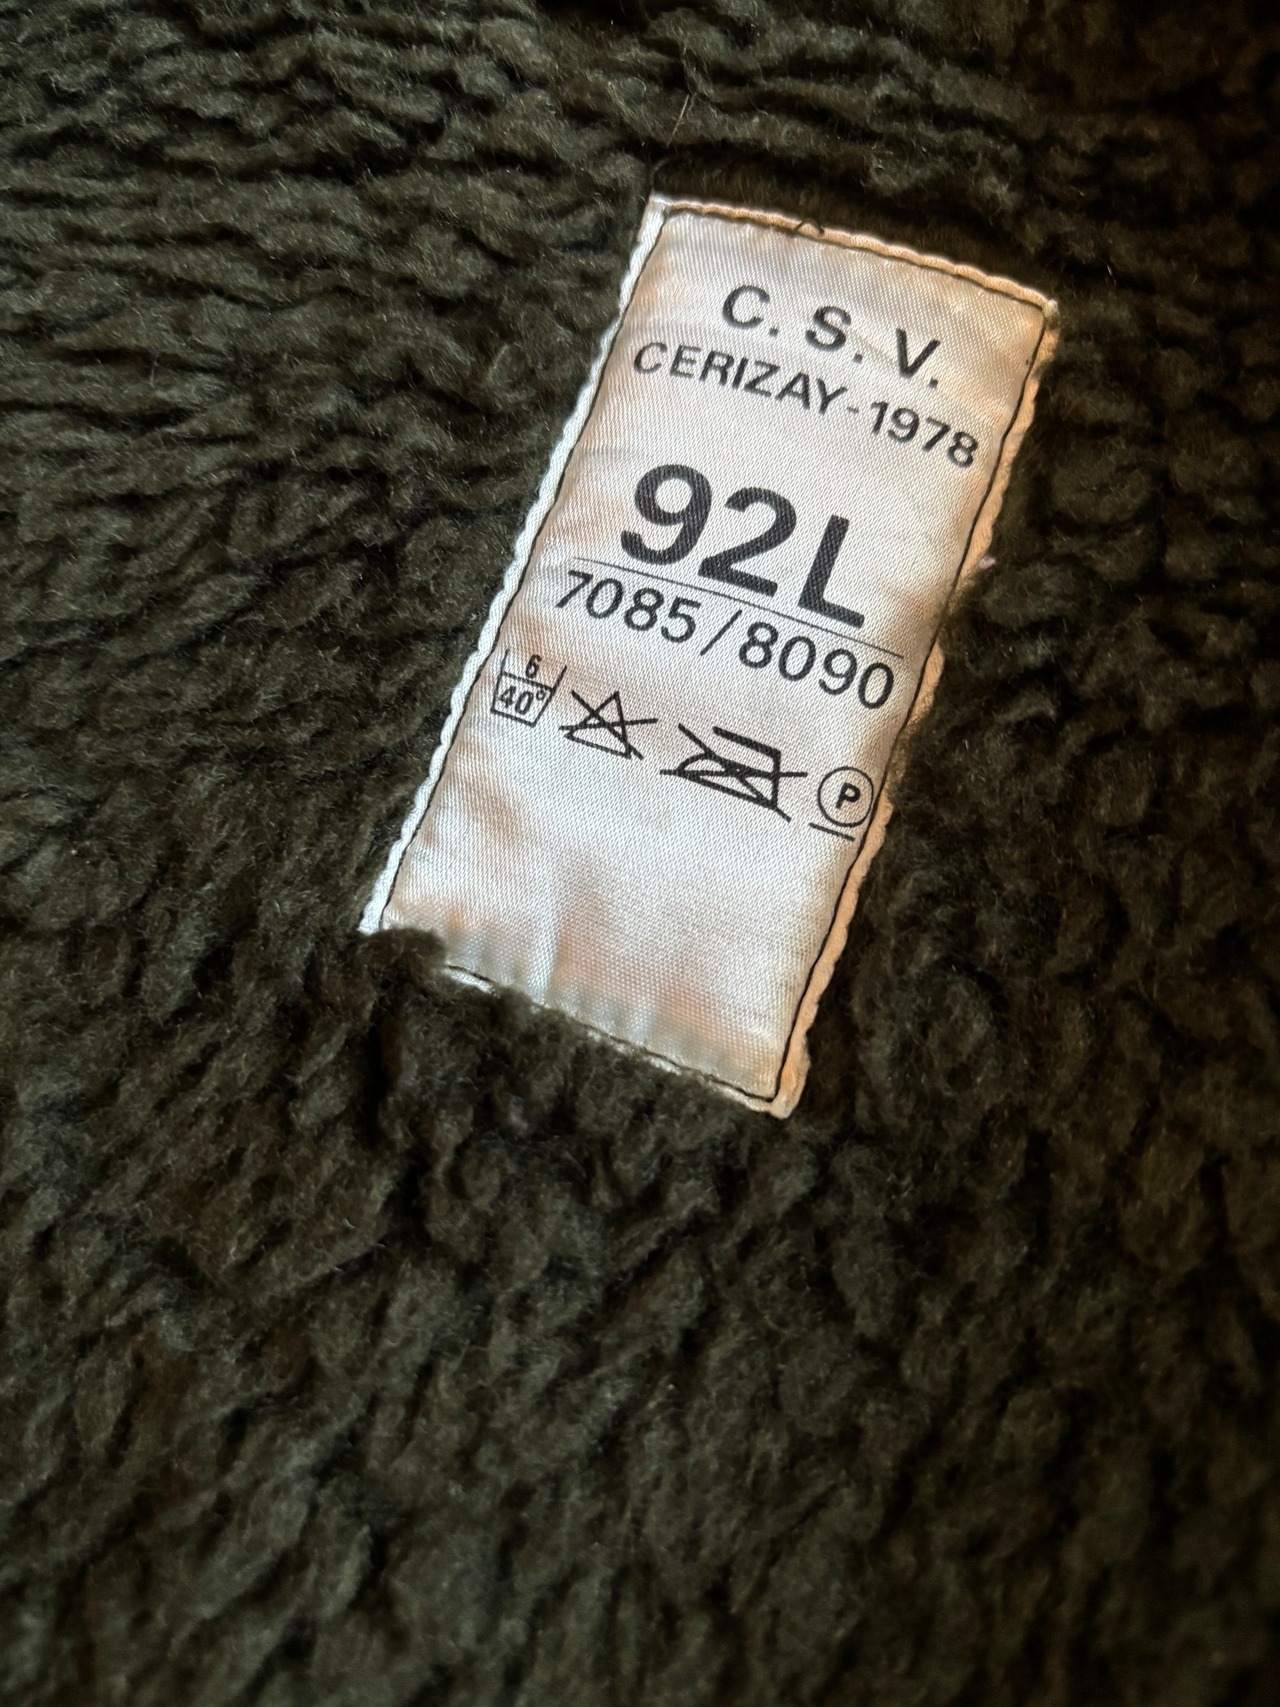 C. S. V.
CERIZAY-1978
92L
7085/8090
6
40°
P